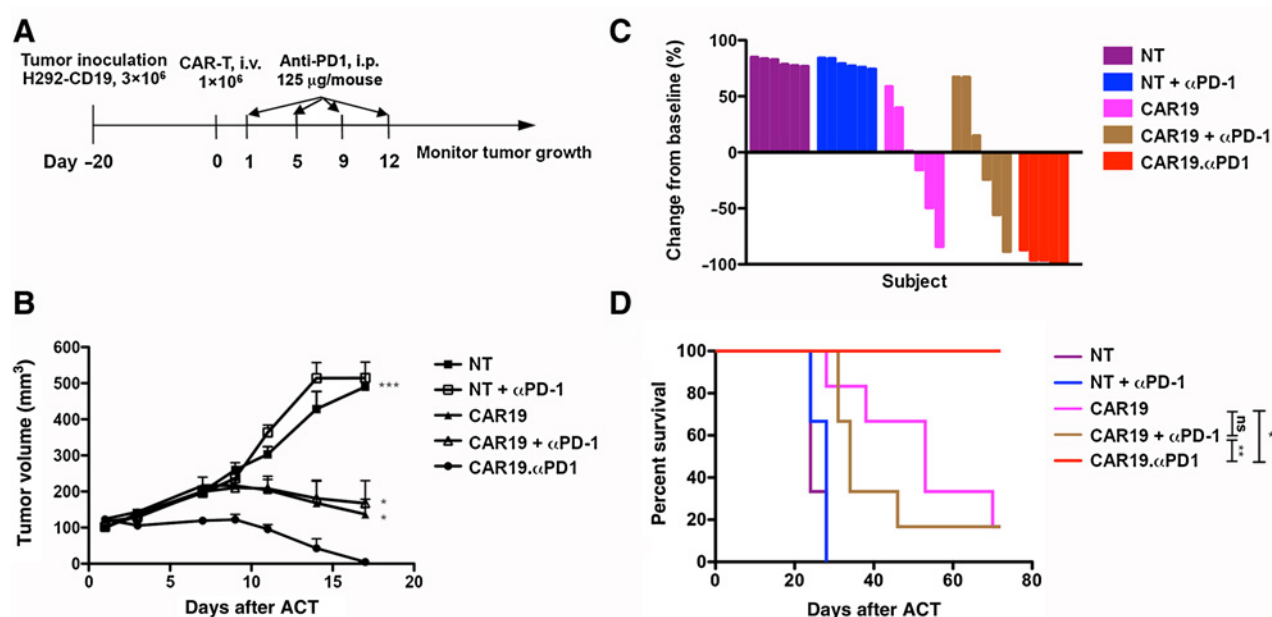 A
Tumor inoculation
H292-CD19, 3×10⁶
CAR-T, i.v.
1×10⁶
Anti-PD1, i.p.
125 μg/mouse
Day –20
0
1
5
9
12
Monitor tumor growth
B
Tumor volume (mm³)
600
500
400
300
200
100
0
0
5
10
15
20
Days after ACT
NT
NT + αPD-1
CAR19
CAR19 + αPD-1
CAR19.αPD1
***
*
*
C
Change from baseline (%)
100
50
0
−50
−100
Subject
NT
NT + αPD-1
CAR19
CAR19 + αPD-1
CAR19.αPD1
D
Percent survival
100
80
60
40
20
0
0
20
40
60
80
Days after ACT
NT
NT + αPD-1
CAR19
CAR19 + αPD-1
CAR19.αPD1
ns
**
*